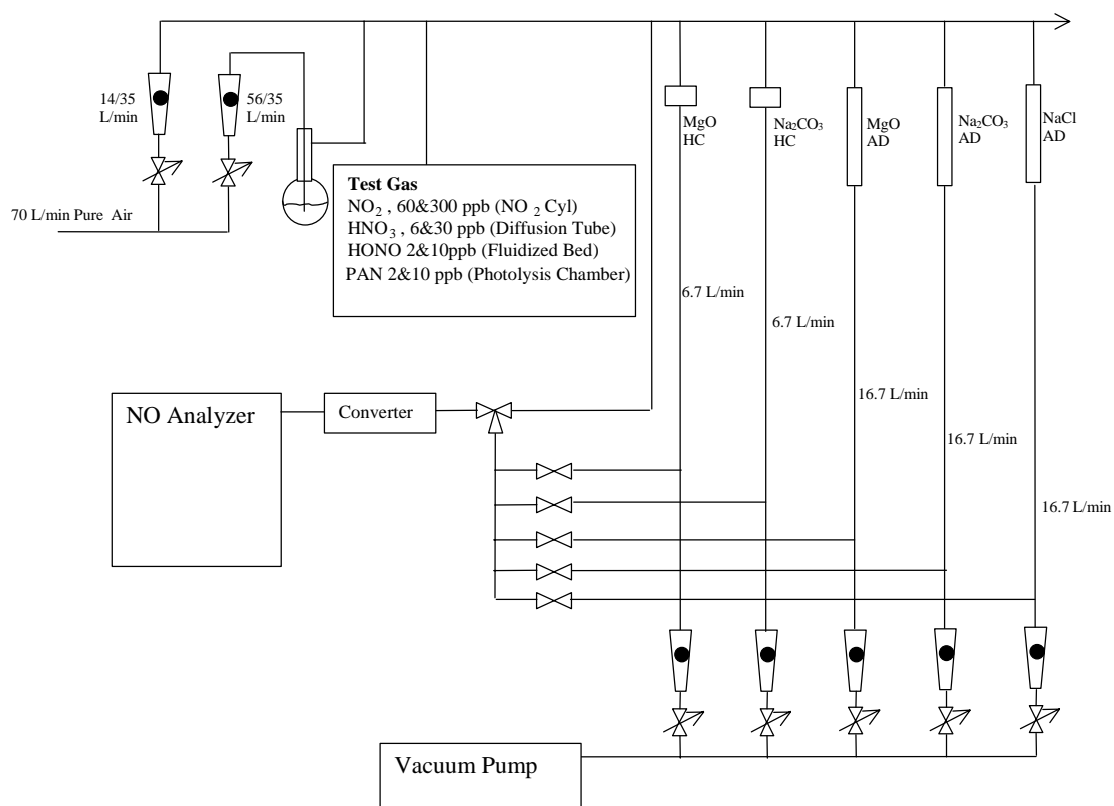 14/35
L/min
56/35
L/min
70 L/min Pure Air
Test Gas
NO₂ , 60&300 ppb (NO ₂ Cyl)
HNO₃ , 6&30 ppb (Diffusion Tube)
HONO 2&10ppb (Fluidized Bed)
PAN 2&10 ppb (Photolysis Chamber)
MgO
HC
Na₂CO₃
HC
MgO
AD
Na₂CO₃
AD
NaCl
AD
6.7 L/min
6.7 L/min
16.7 L/min
16.7 L/min
16.7 L/min
NO Analyzer
Converter
Vacuum Pump